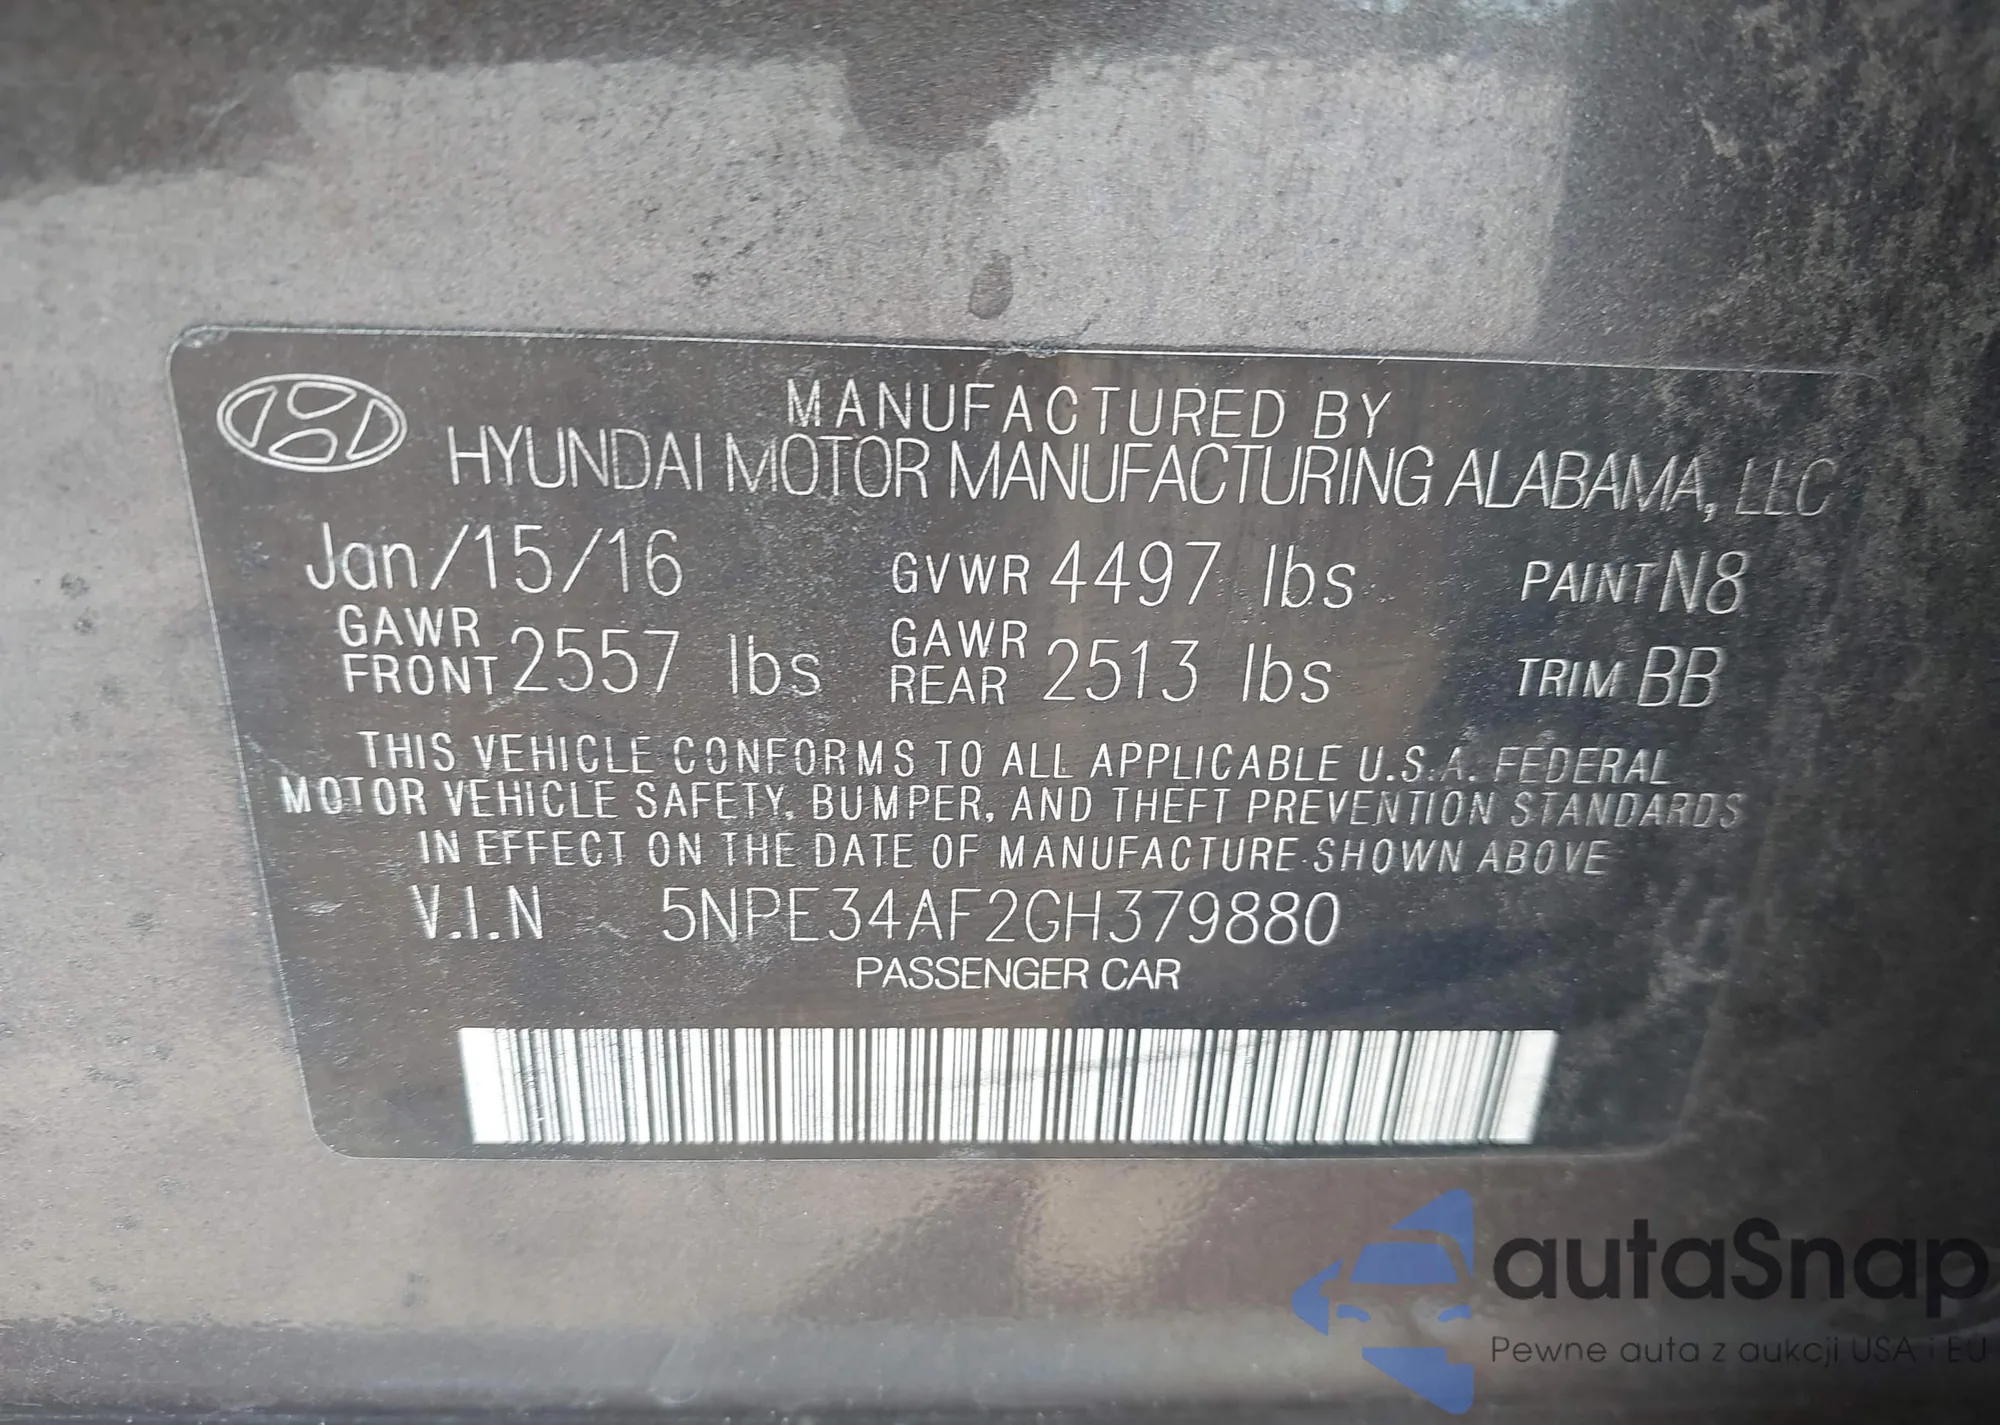 MANUFACTURED BY
HYUNDAI MOTOR MANUFACTURING ALABAMA, LLC
Jan/15/16 GVWR 4497 lbs PAINT N8
GAWR FRONT 2557 lbs GAWR REAR 2513 lbs TRIM BB
THIS VEHICLE CONFORMS TO ALL APPLICABLE U.S.A. FEDERAL
MOTOR VEHICLE SAFETY, BUMPER, AND THEFT PREVENTION STANDARDS
IN EFFECT ON THE DATE OF MANUFACTURE SHOWN ABOVE
V.I.N 5NPE34AF2GH379880
PASSENGER CAR
autaSnap
Pewne auta z aukcji USA i EU